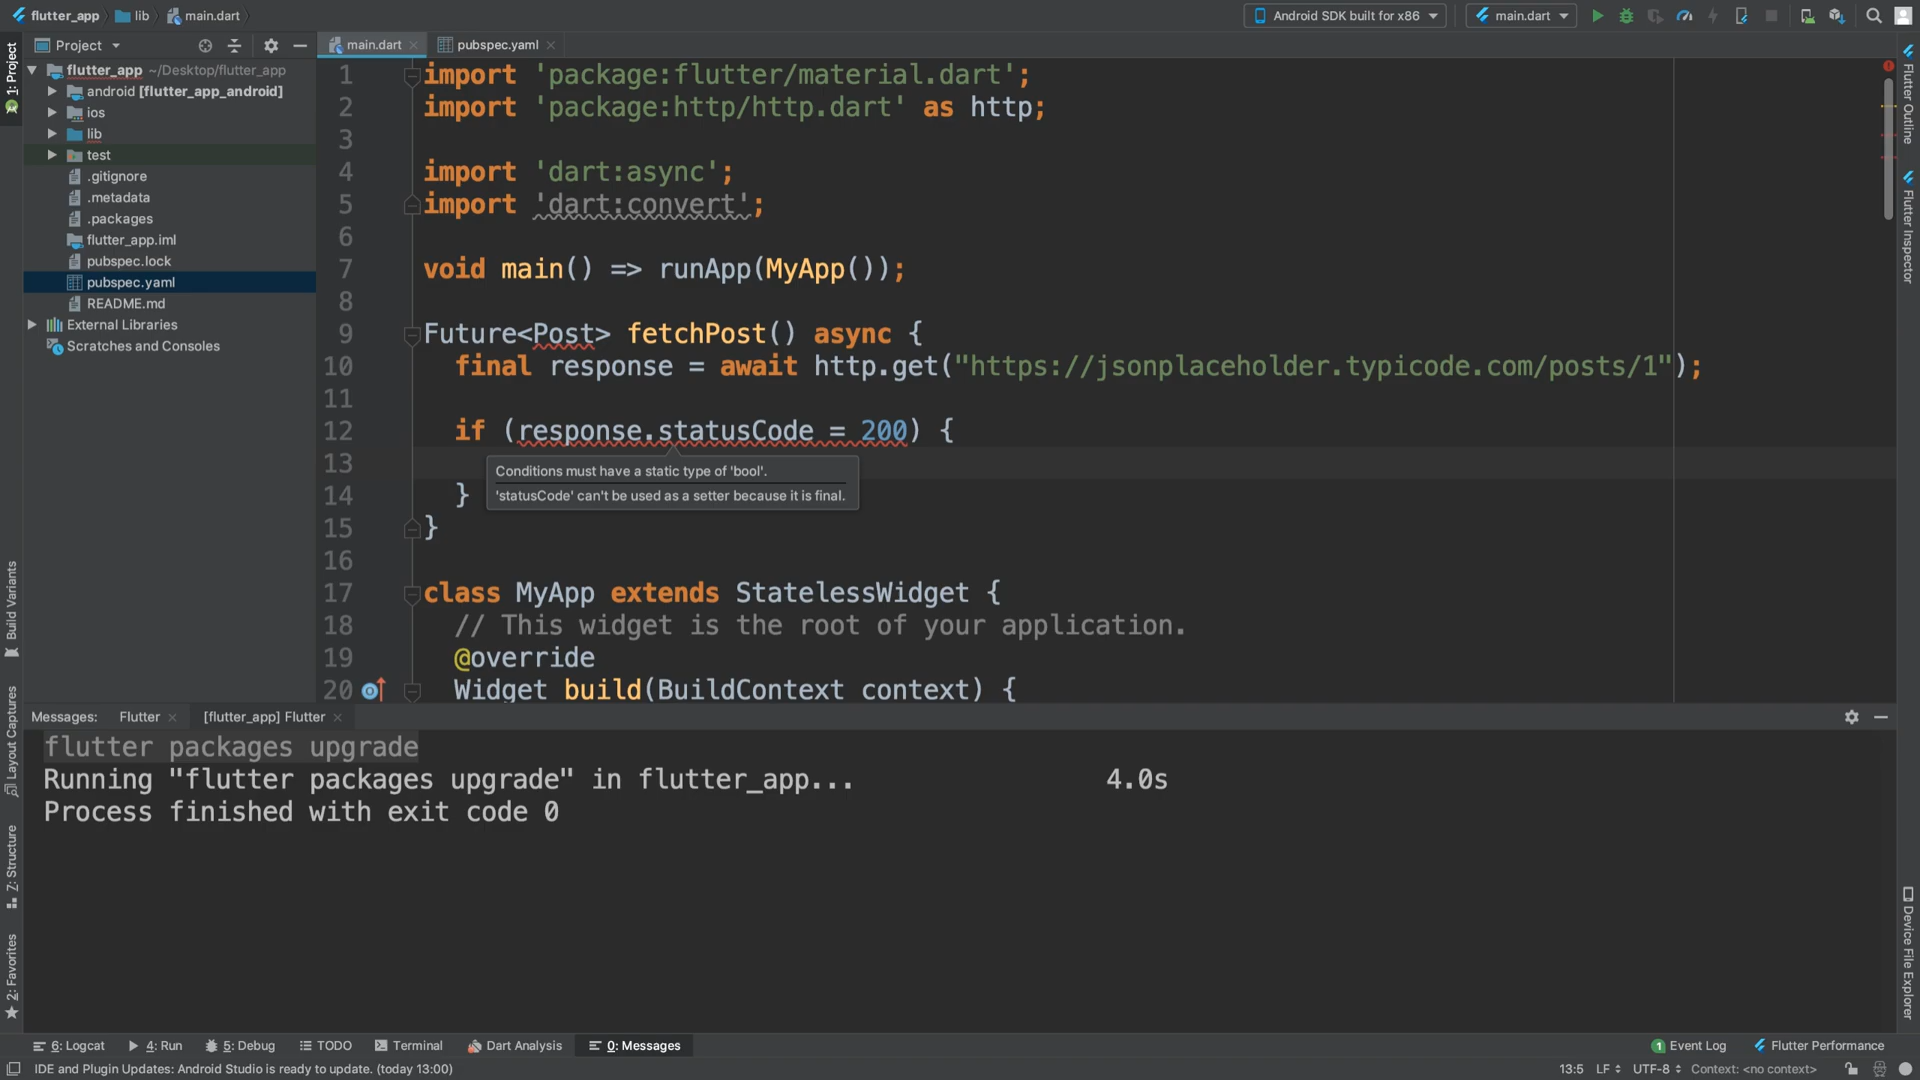 flutter_app lib main.dart
Android SDK built for x86 main.dart
Project
main.dart pubspec.yaml
flutter_app ~/Desktop/flutter_app
android [flutter_app_android]
ios
lib
test
.gitignore
.metadata
.packages
flutter_app.iml
pubspec.lock
pubspec.yaml
README.md
External Libraries
Scratches and Consoles
1: Project
Build Variants
Layout Captures
Z: Structure
2: Favorites
1 import 'package:flutter/material.dart';
2 import 'package:http/http.dart' as http;
3
4 import 'dart:async';
5 import 'dart:convert';
6
7 void main() => runApp(MyApp());
8
9 Future<Post> fetchPost() async {
10 final response = await http.get("https://jsonplaceholder.typicode.com/posts/1");
11
12 if (response.statusCode = 200) {
13
Conditions must have a static type of 'bool'.
'statusCode' can't be used as a setter because it is final.
14 }
15 }
16
17 class MyApp extends StatelessWidget {
18 // This widget is the root of your application.
19 @override
20 Widget build(BuildContext context) {
Flutter Outline
Flutter Inspector
Device File Explorer
Messages: Flutter [flutter_app] Flutter
flutter packages upgrade
Running "flutter packages upgrade" in flutter_app... 4.0s
Process finished with exit code 0
6: Logcat 4: Run 5: Debug TODO Terminal Dart Analysis 0: Messages 1 Event Log Flutter Performance
IDE and Plugin Updates: Android Studio is ready to update. (today 13:00) 13:5 LF UTF-8 Context: <no context>